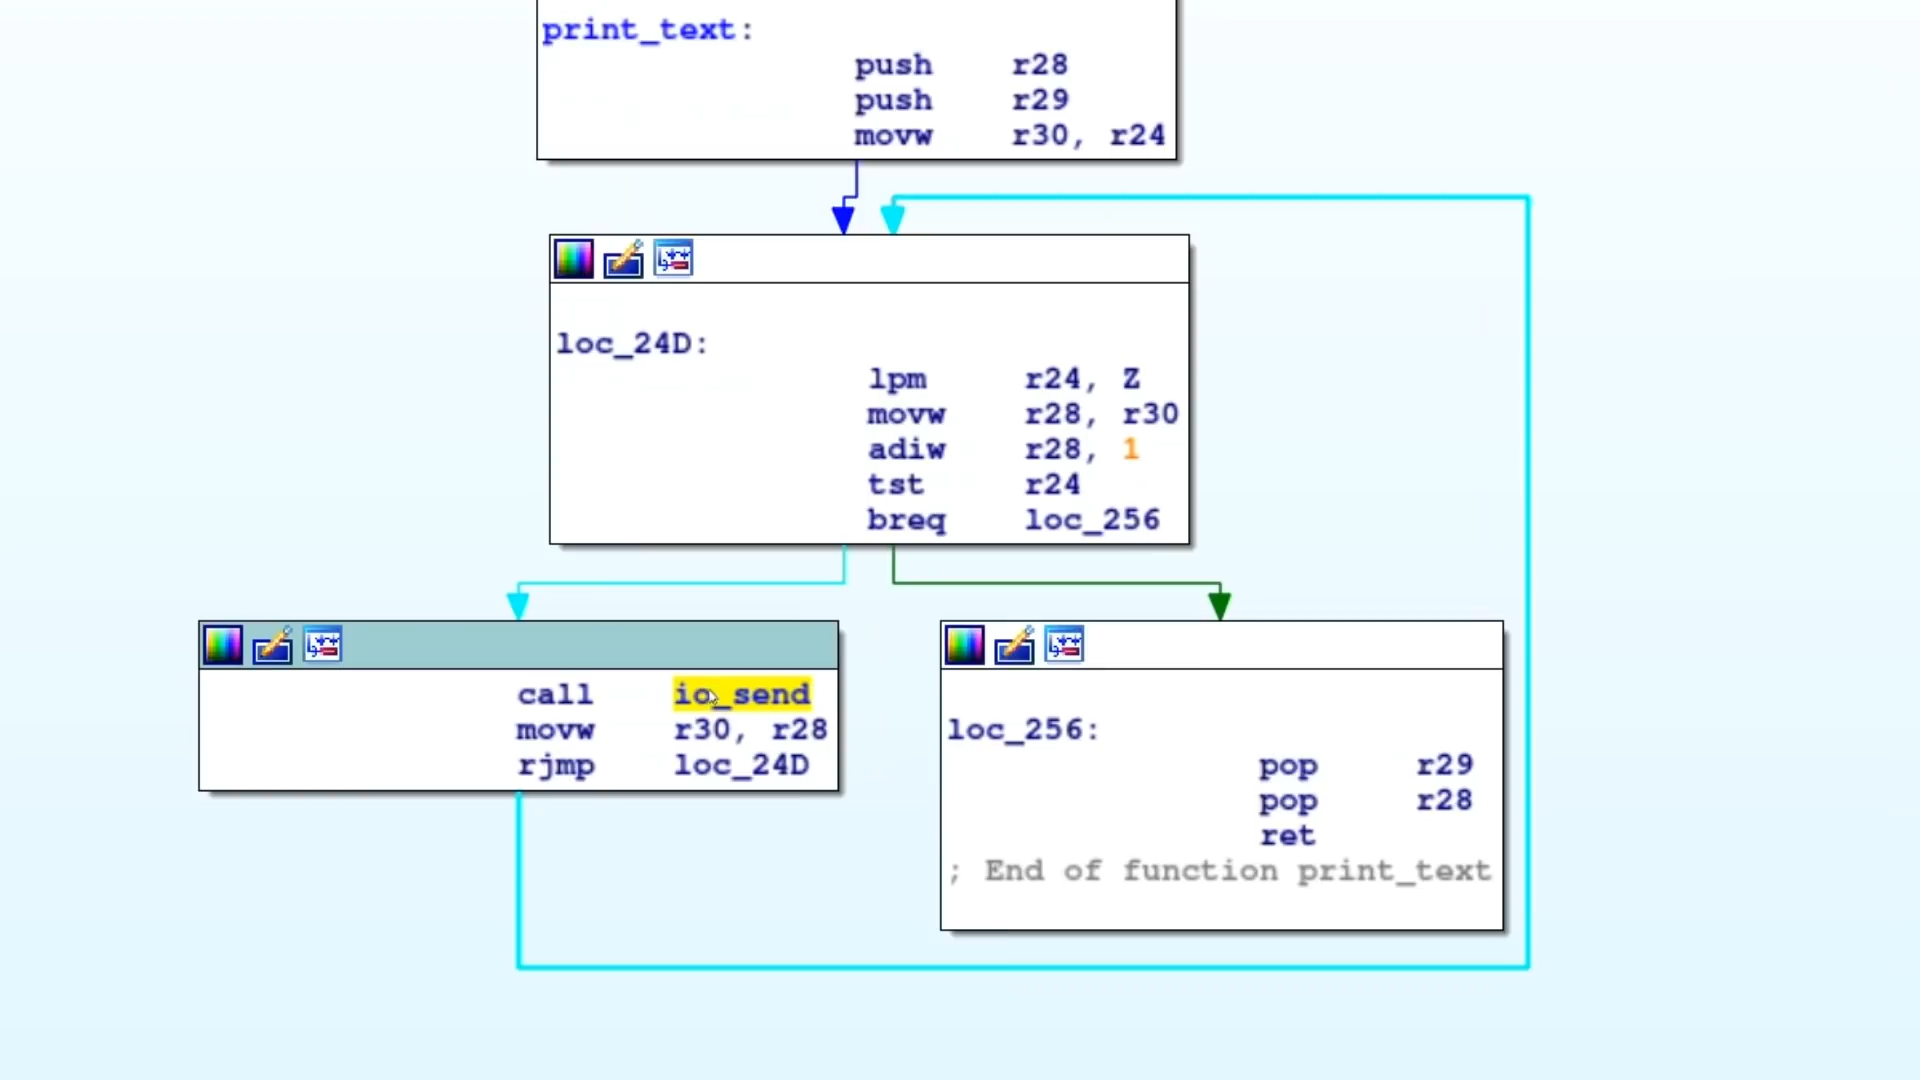 print_text:
push r28
push r29
movw r30, r24
loc_24D:
lpm r24, Z
movw r28, r30
adiw r28, 1
tst r24
breq loc_256
call io_send
movw r30, r28
rjmp loc_24D
loc_256:
pop r29
pop r28
ret
; End of function print_text